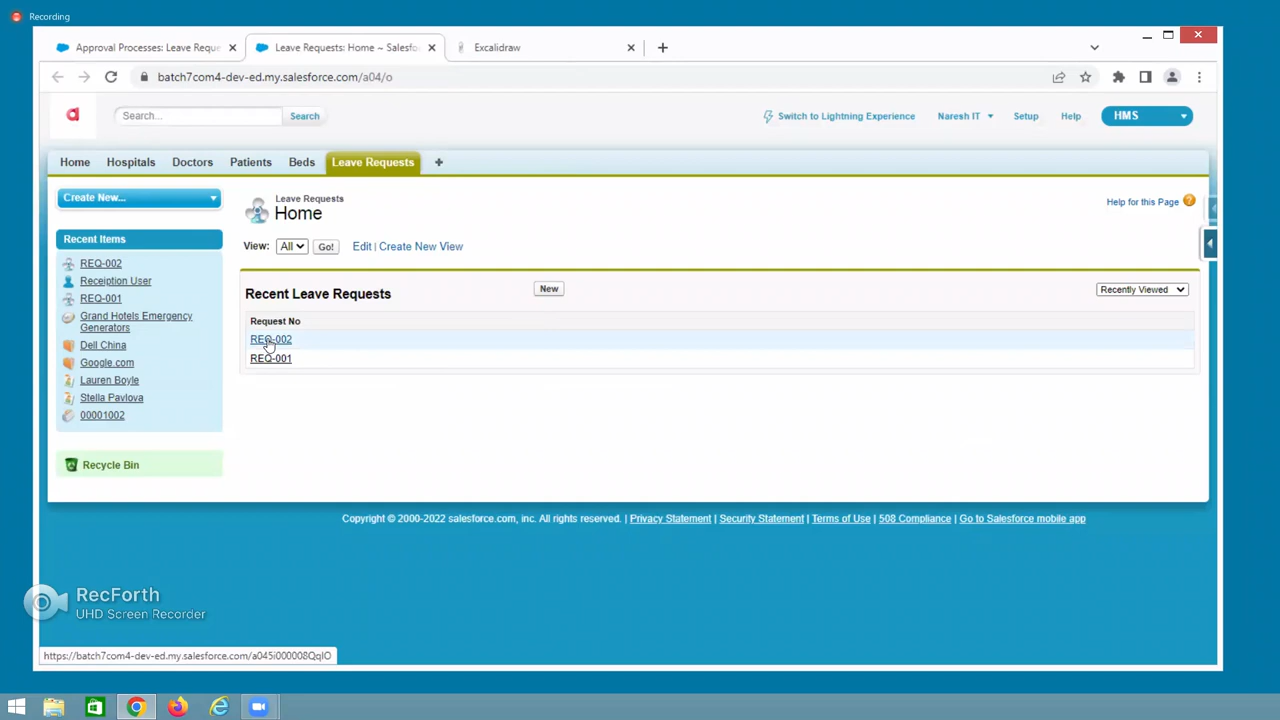 Recording
Approval Processes: Leave Reque
Leave Requests: Home ~ Salesfo
Excalidraw
batch7com4-dev-ed.my.salesforce.com/a04/o
Search...
Search
Switch to Lightning Experience
Naresh IT
Setup
Help
HMS
Home
Hospitals
Doctors
Patients
Beds
Leave Requests
Create New...
Leave Requests
Home
Help for this Page
Recent Items
View:
All
Go!
Edit | Create New View
REQ-002
Receiption User
REQ-001
Grand Hotels Emergency
Generators
Dell China
Google.com
Lauren Boyle
Stella Pavlova
00001002
Recent Leave Requests
New
Recently Viewed
Request No
REQ-002
REQ-001
Recycle Bin
Copyright © 2000-2022 salesforce.com, inc. All rights reserved. | Privacy Statement | Security Statement | Terms of Use | 508 Compliance | Go to Salesforce mobile app
RecForth
UHD Screen Recorder
https://batch7com4-dev-ed.my.salesforce.com/a045i000008QqIO